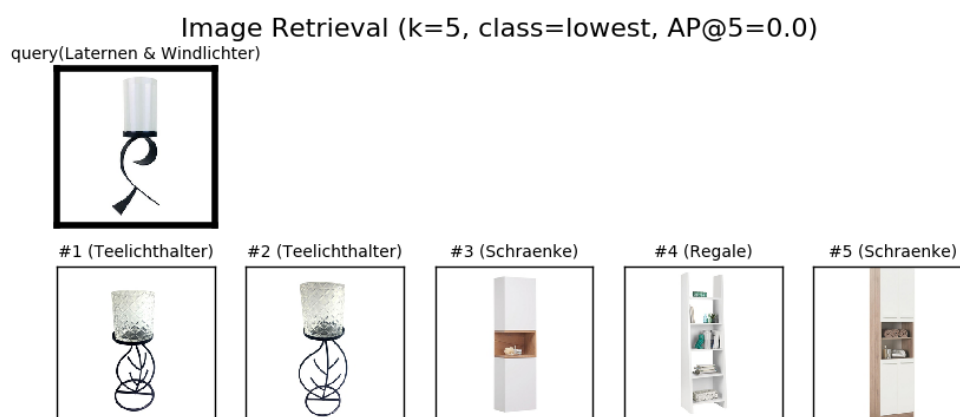 Image Retrieval (k=5, class=lowest, AP@5=0.0)
query(Laternen & Windlichter)
#1 (Teelichthalter) #2 (Teelichthalter) #3 (Schraenke) #4 (Regale) #5 (Schraenke)